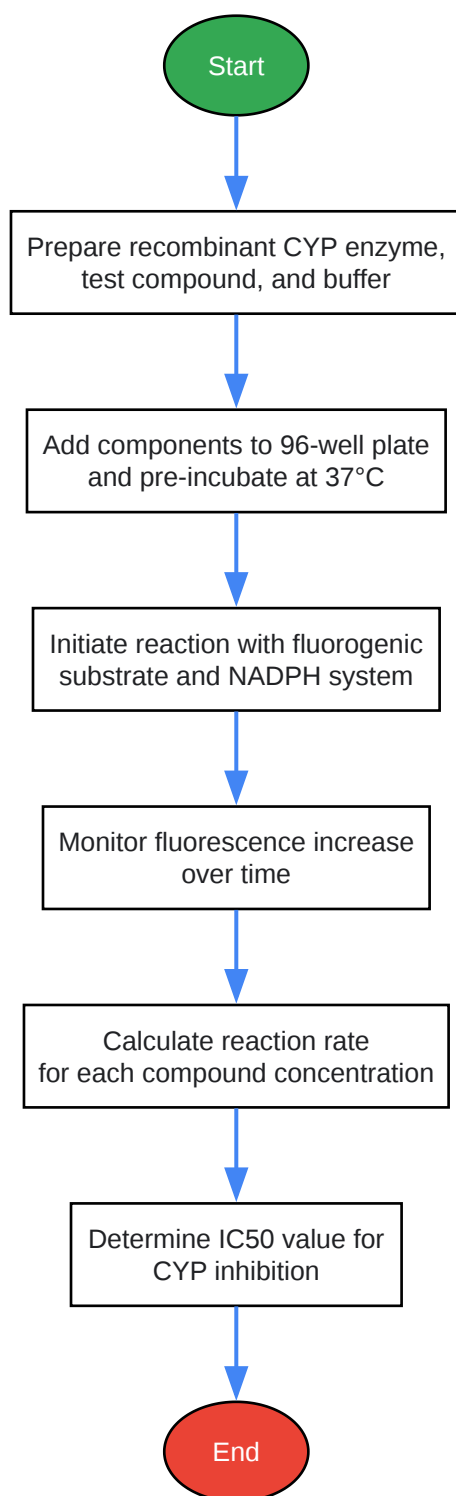 Start
Prepare recombinant CYP enzyme,
test compound, and buffer
Add components to 96-well plate
and pre-incubate at 37°C
Initiate reaction with fluorogenic
substrate and NADPH system
Monitor fluorescence increase
over time
Calculate reaction rate
for each compound concentration
Determine IC50 value for
CYP inhibition
End